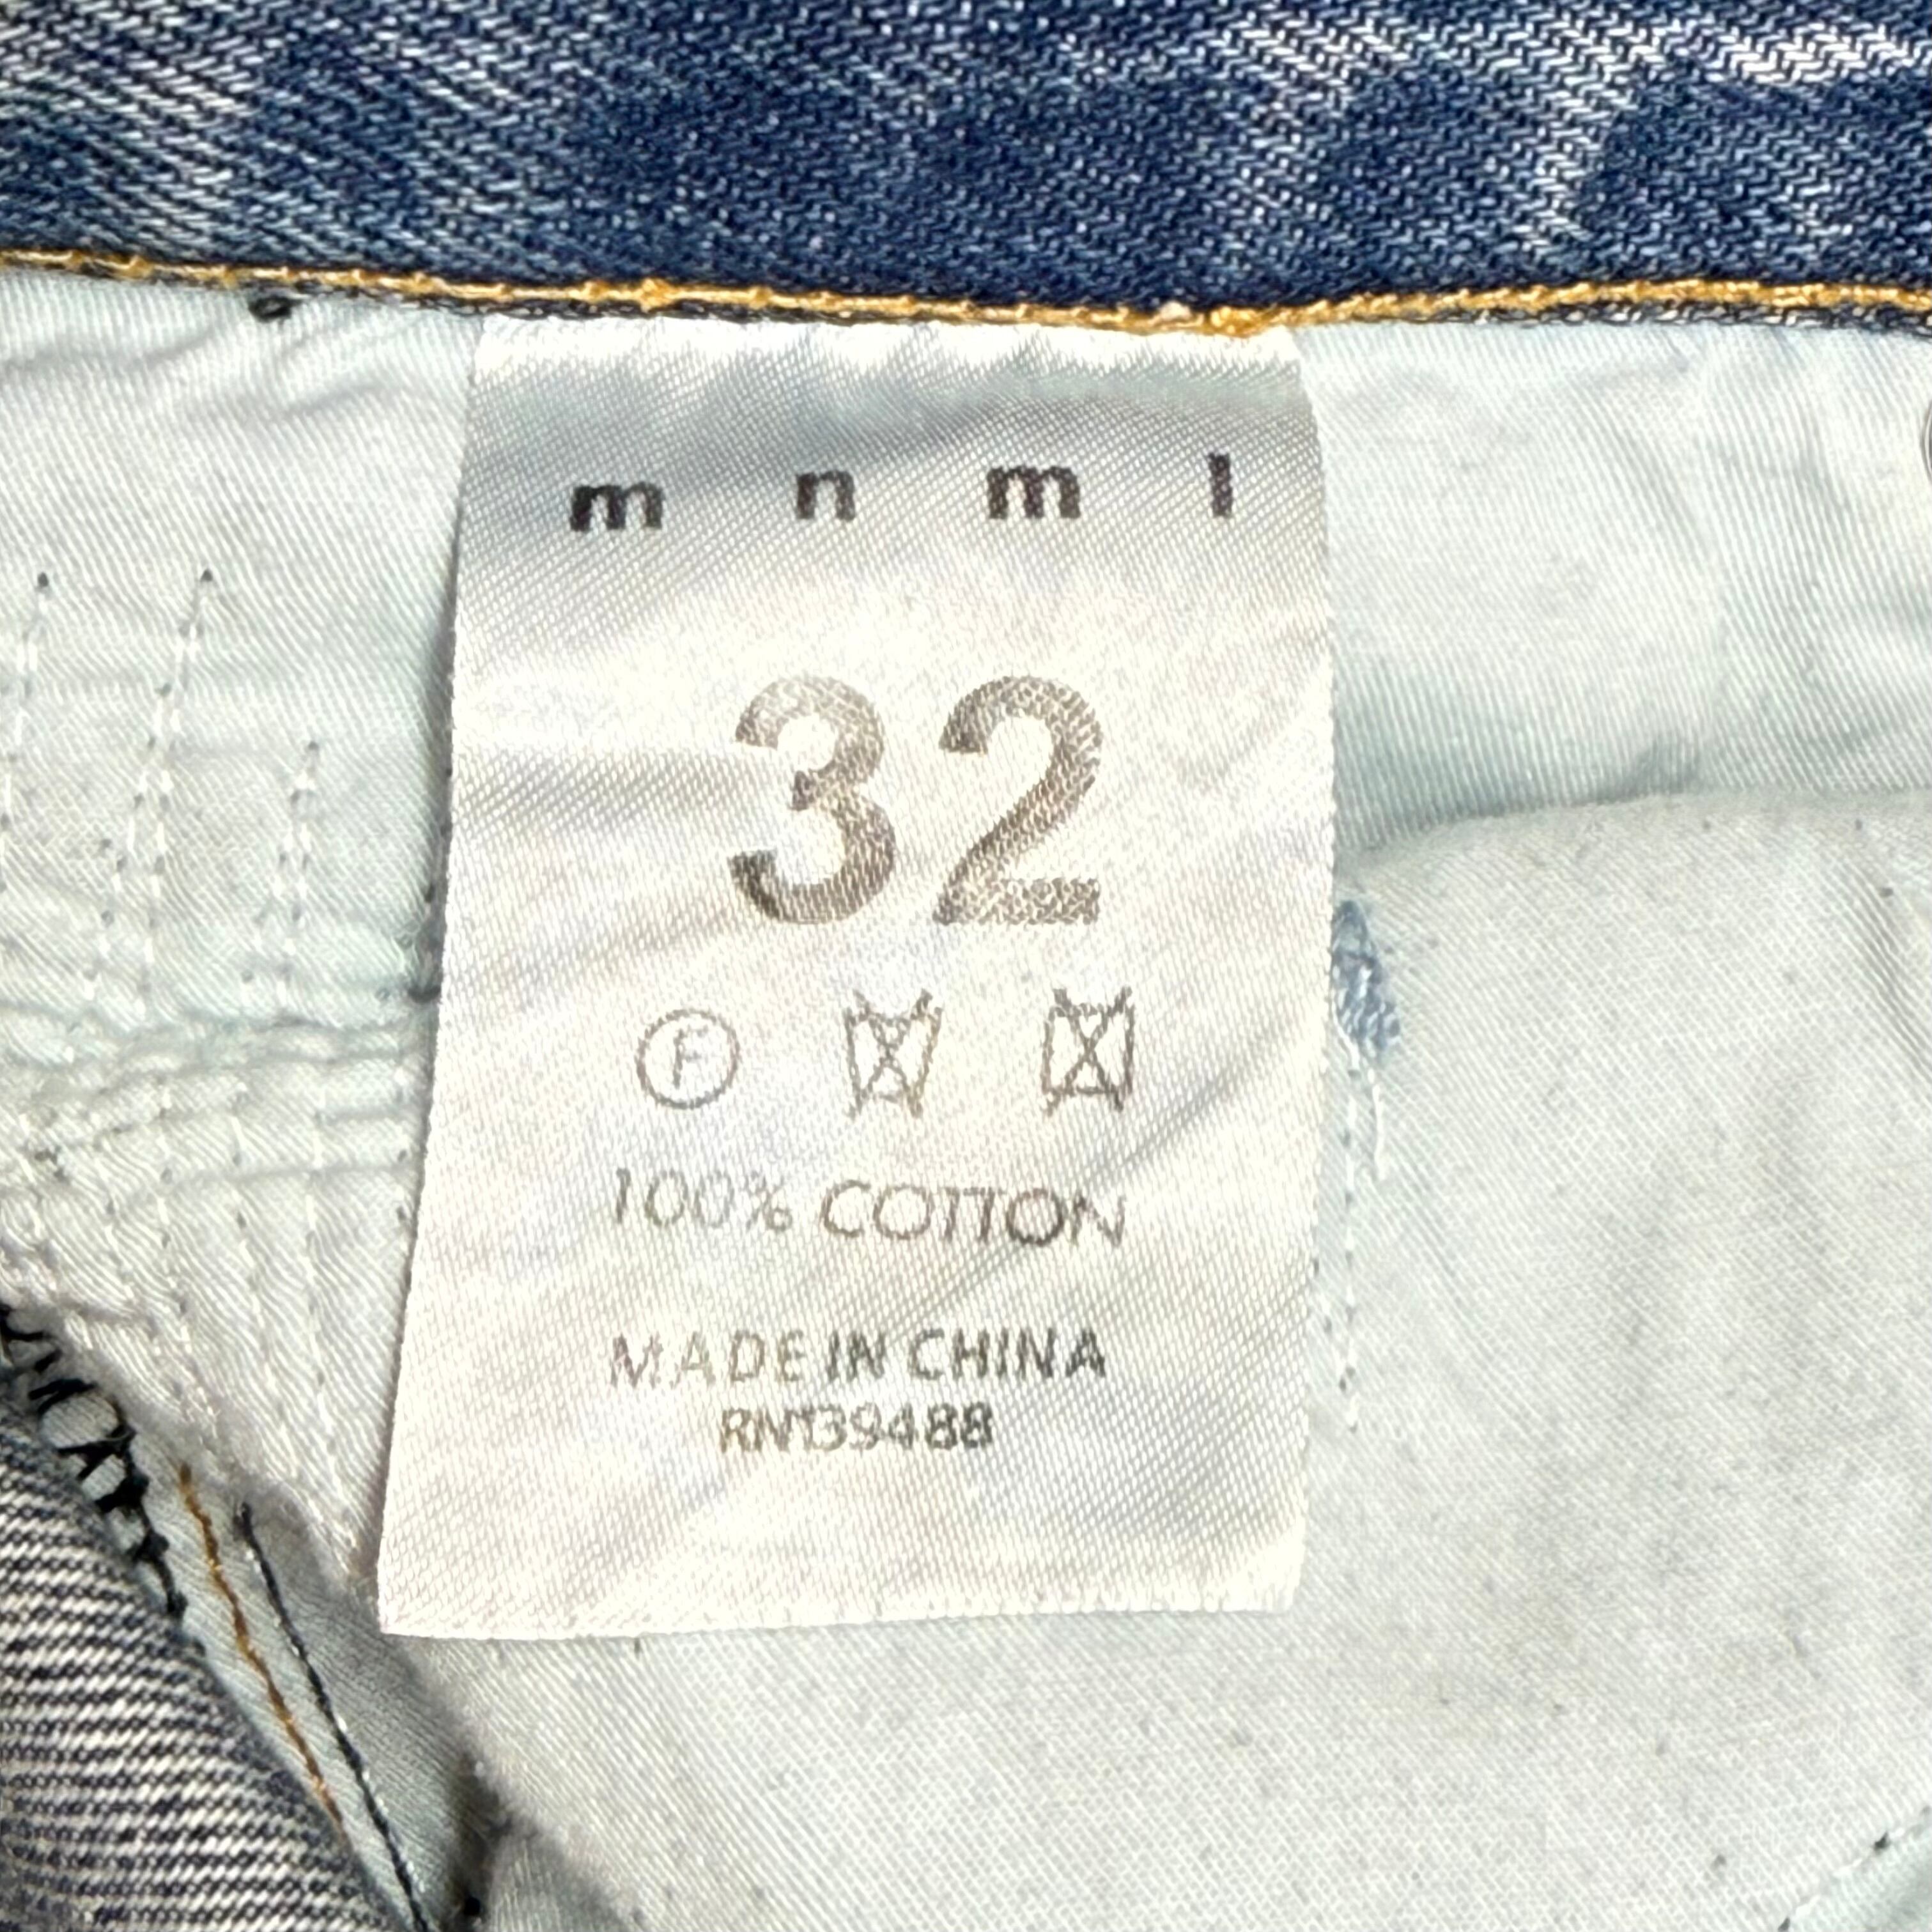 m n m l
32
F
100% COTTON
MADE IN CHINA
RN139488